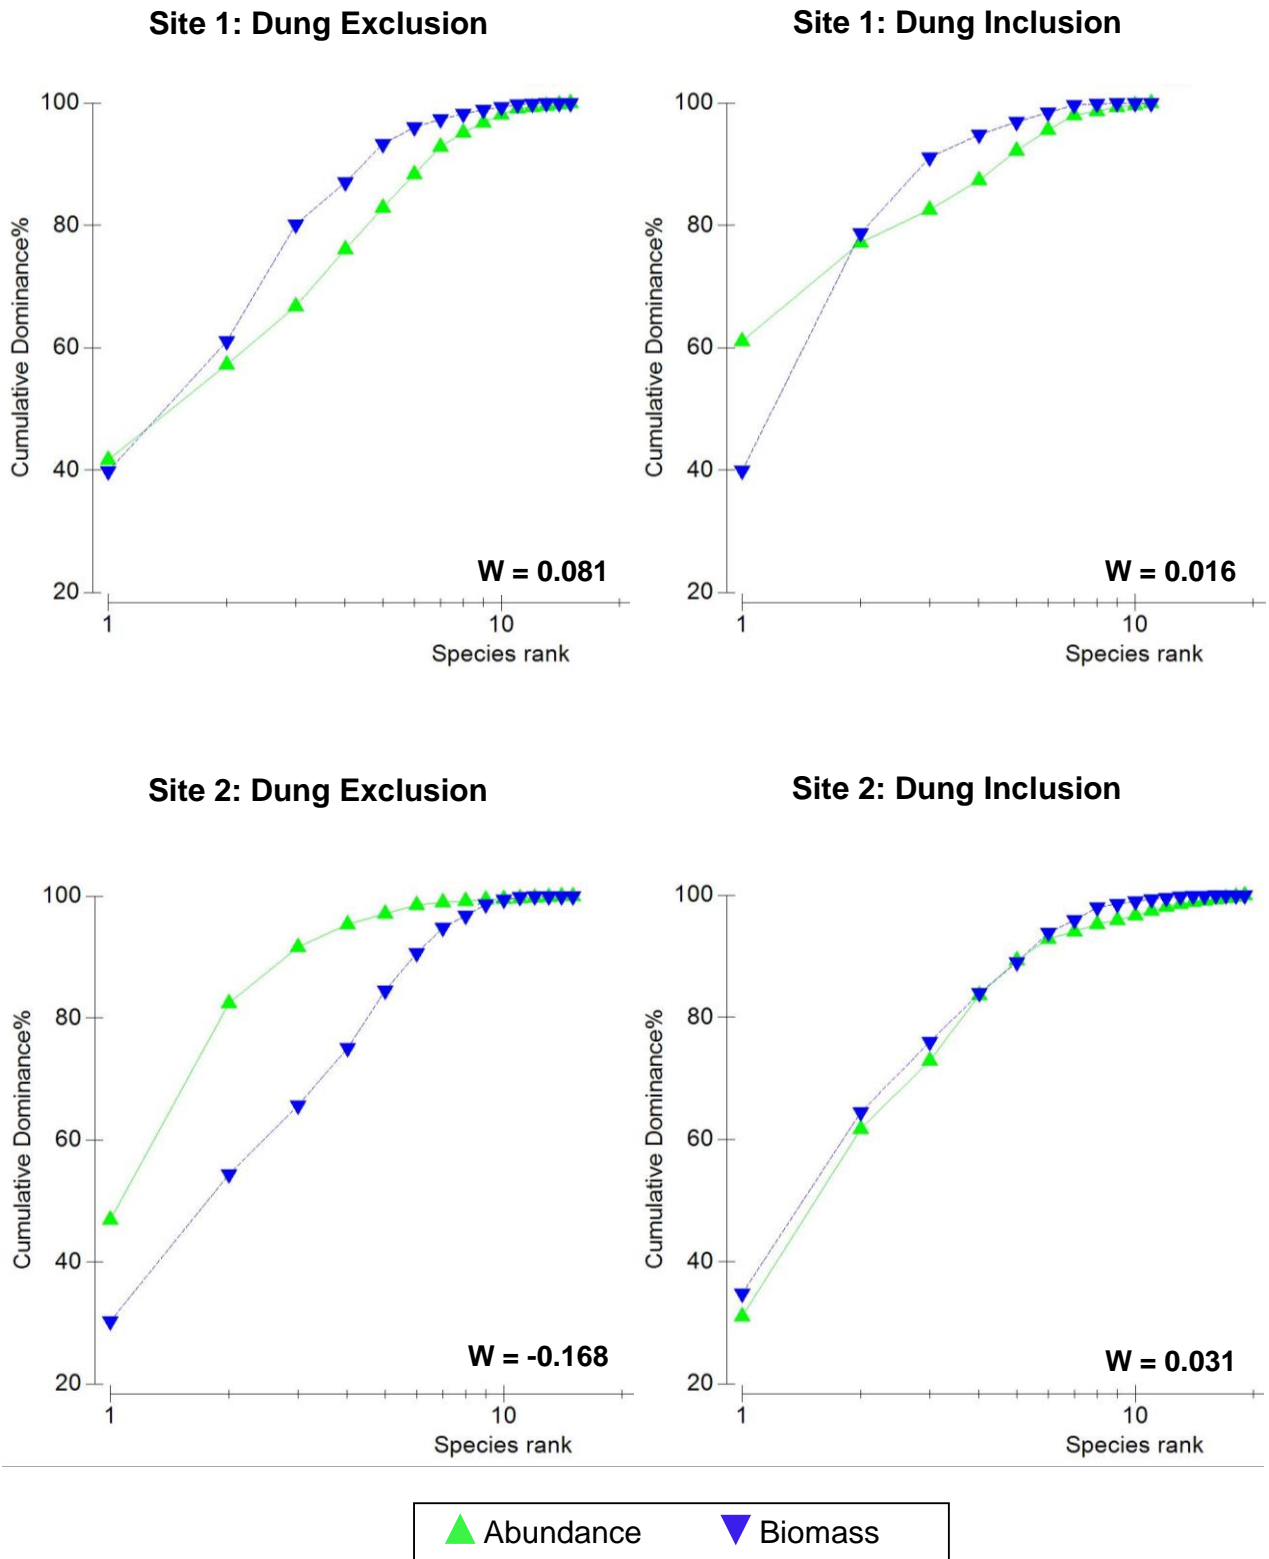 Site 1: Dung Exclusion
100
80
60
40
20
Cumulative Dominance%
W = 0.081
1
10
Species rank
Site 1: Dung Inclusion
100
80
60
40
20
Cumulative Dominance%
W = 0.016
1
10
Species rank
Site 2: Dung Exclusion
100
80
60
40
20
Cumulative Dominance%
W = -0.168
1
10
Species rank
Site 2: Dung Inclusion
100
80
60
40
20
Cumulative Dominance%
W = 0.031
1
10
Species rank
Abundance
Biomass